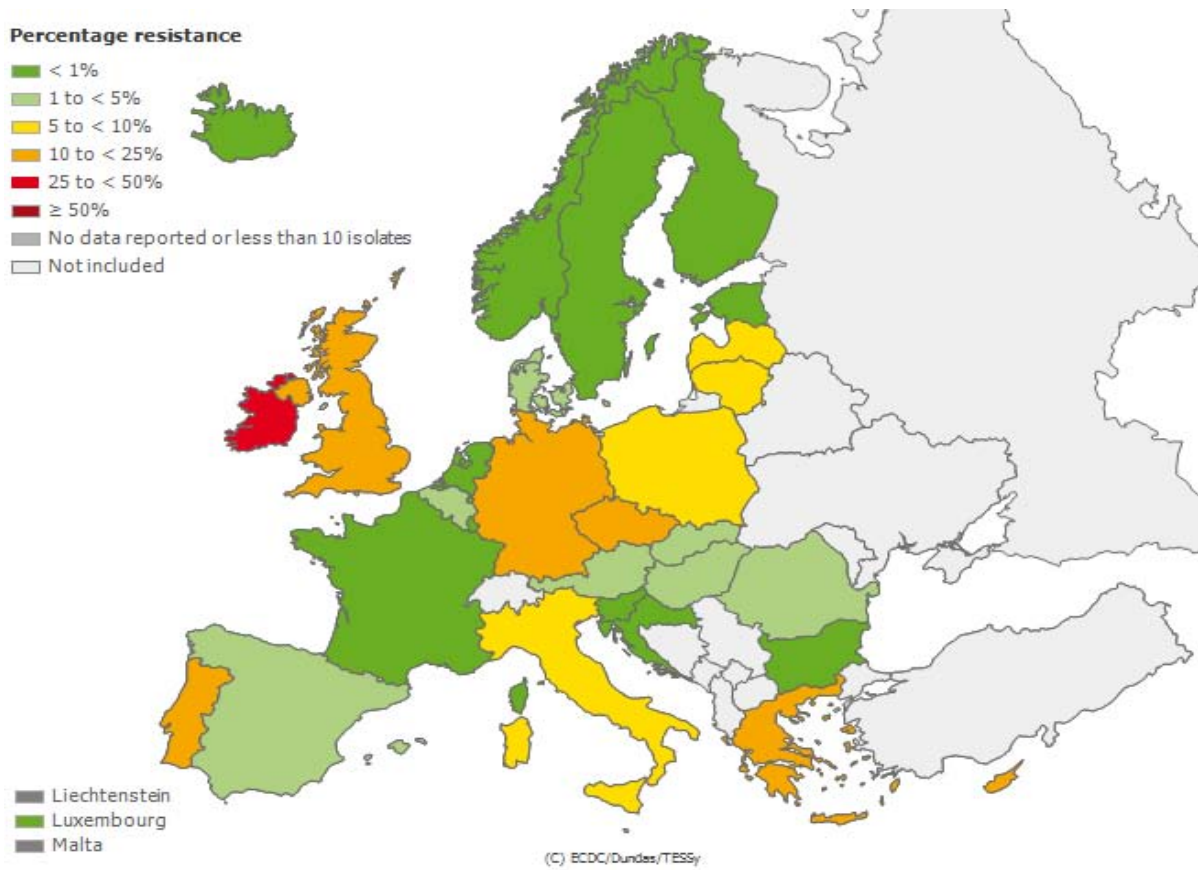 Percentage resistance
< 1%
1 to < 5%
5 to < 10%
10 to < 25%
25 to < 50%
≥ 50%
No data reported or less than 10 isolates
Not included
Liechtenstein
Luxembourg
Malta
(C) ECDC/Dundas/TESSy